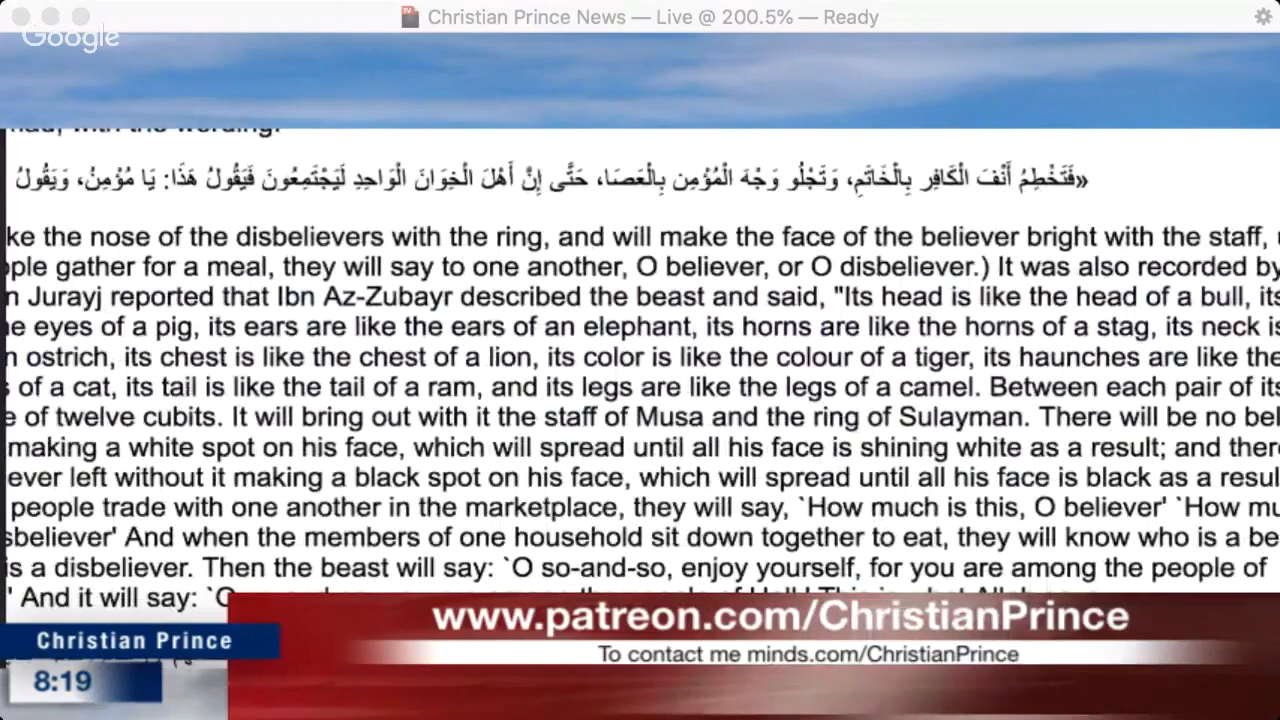 Christian Prince News — Live @ 200.5% — Ready
Google
with the wording:
«فَتَخْطِمُ أَنْفَ الْكَافِرِ بِالْخَاتَمِ، وَتَجْلُو وَجْهَ الْمُؤْمِنِ بِالْعَصَا، حَتَّى إِنَّ أَهْلَ الْخِوَانَ الْوَاحِدِ لَيَجْتَمِعُونَ فَيَقُولُ هَذَا: يَا مُؤْمِنُ، وَيَقُولُ
ke the nose of the disbelievers with the ring, and will make the face of the believer bright with the staff,
ple gather for a meal, they will say to one another, O believer, or O disbeliever.) It was also recorded by
n Jurayj reported that Ibn Az-Zubayr described the beast and said, "Its head is like the head of a bull, its
e eyes of a pig, its ears are like the ears of an elephant, its horns are like the horns of a stag, its neck is
n ostrich, its chest is like the chest of a lion, its color is like the colour of a tiger, its haunches are like the
s of a cat, its tail is like the tail of a ram, and its legs are like the legs of a camel. Between each pair of its
e of twelve cubits. It will bring out with it the staff of Musa and the ring of Sulayman. There will be no bel
making a white spot on his face, which will spread until all his face is shining white as a result; and ther
ever left without it making a black spot on his face, which will spread until all his face is black as a resul
people trade with one another in the marketplace, they will say, `How much is this, O believer' `How mu
sbeliever' And when the members of one household sit down together to eat, they will know who is a be
is a disbeliever. Then the beast will say: `O so-and-so, enjoy yourself, for you are among the people of
' And it will say: `O
www.patreon.com/ChristianPrince
Christian Prince
To contact me minds.com/ChristianPrince
8:19